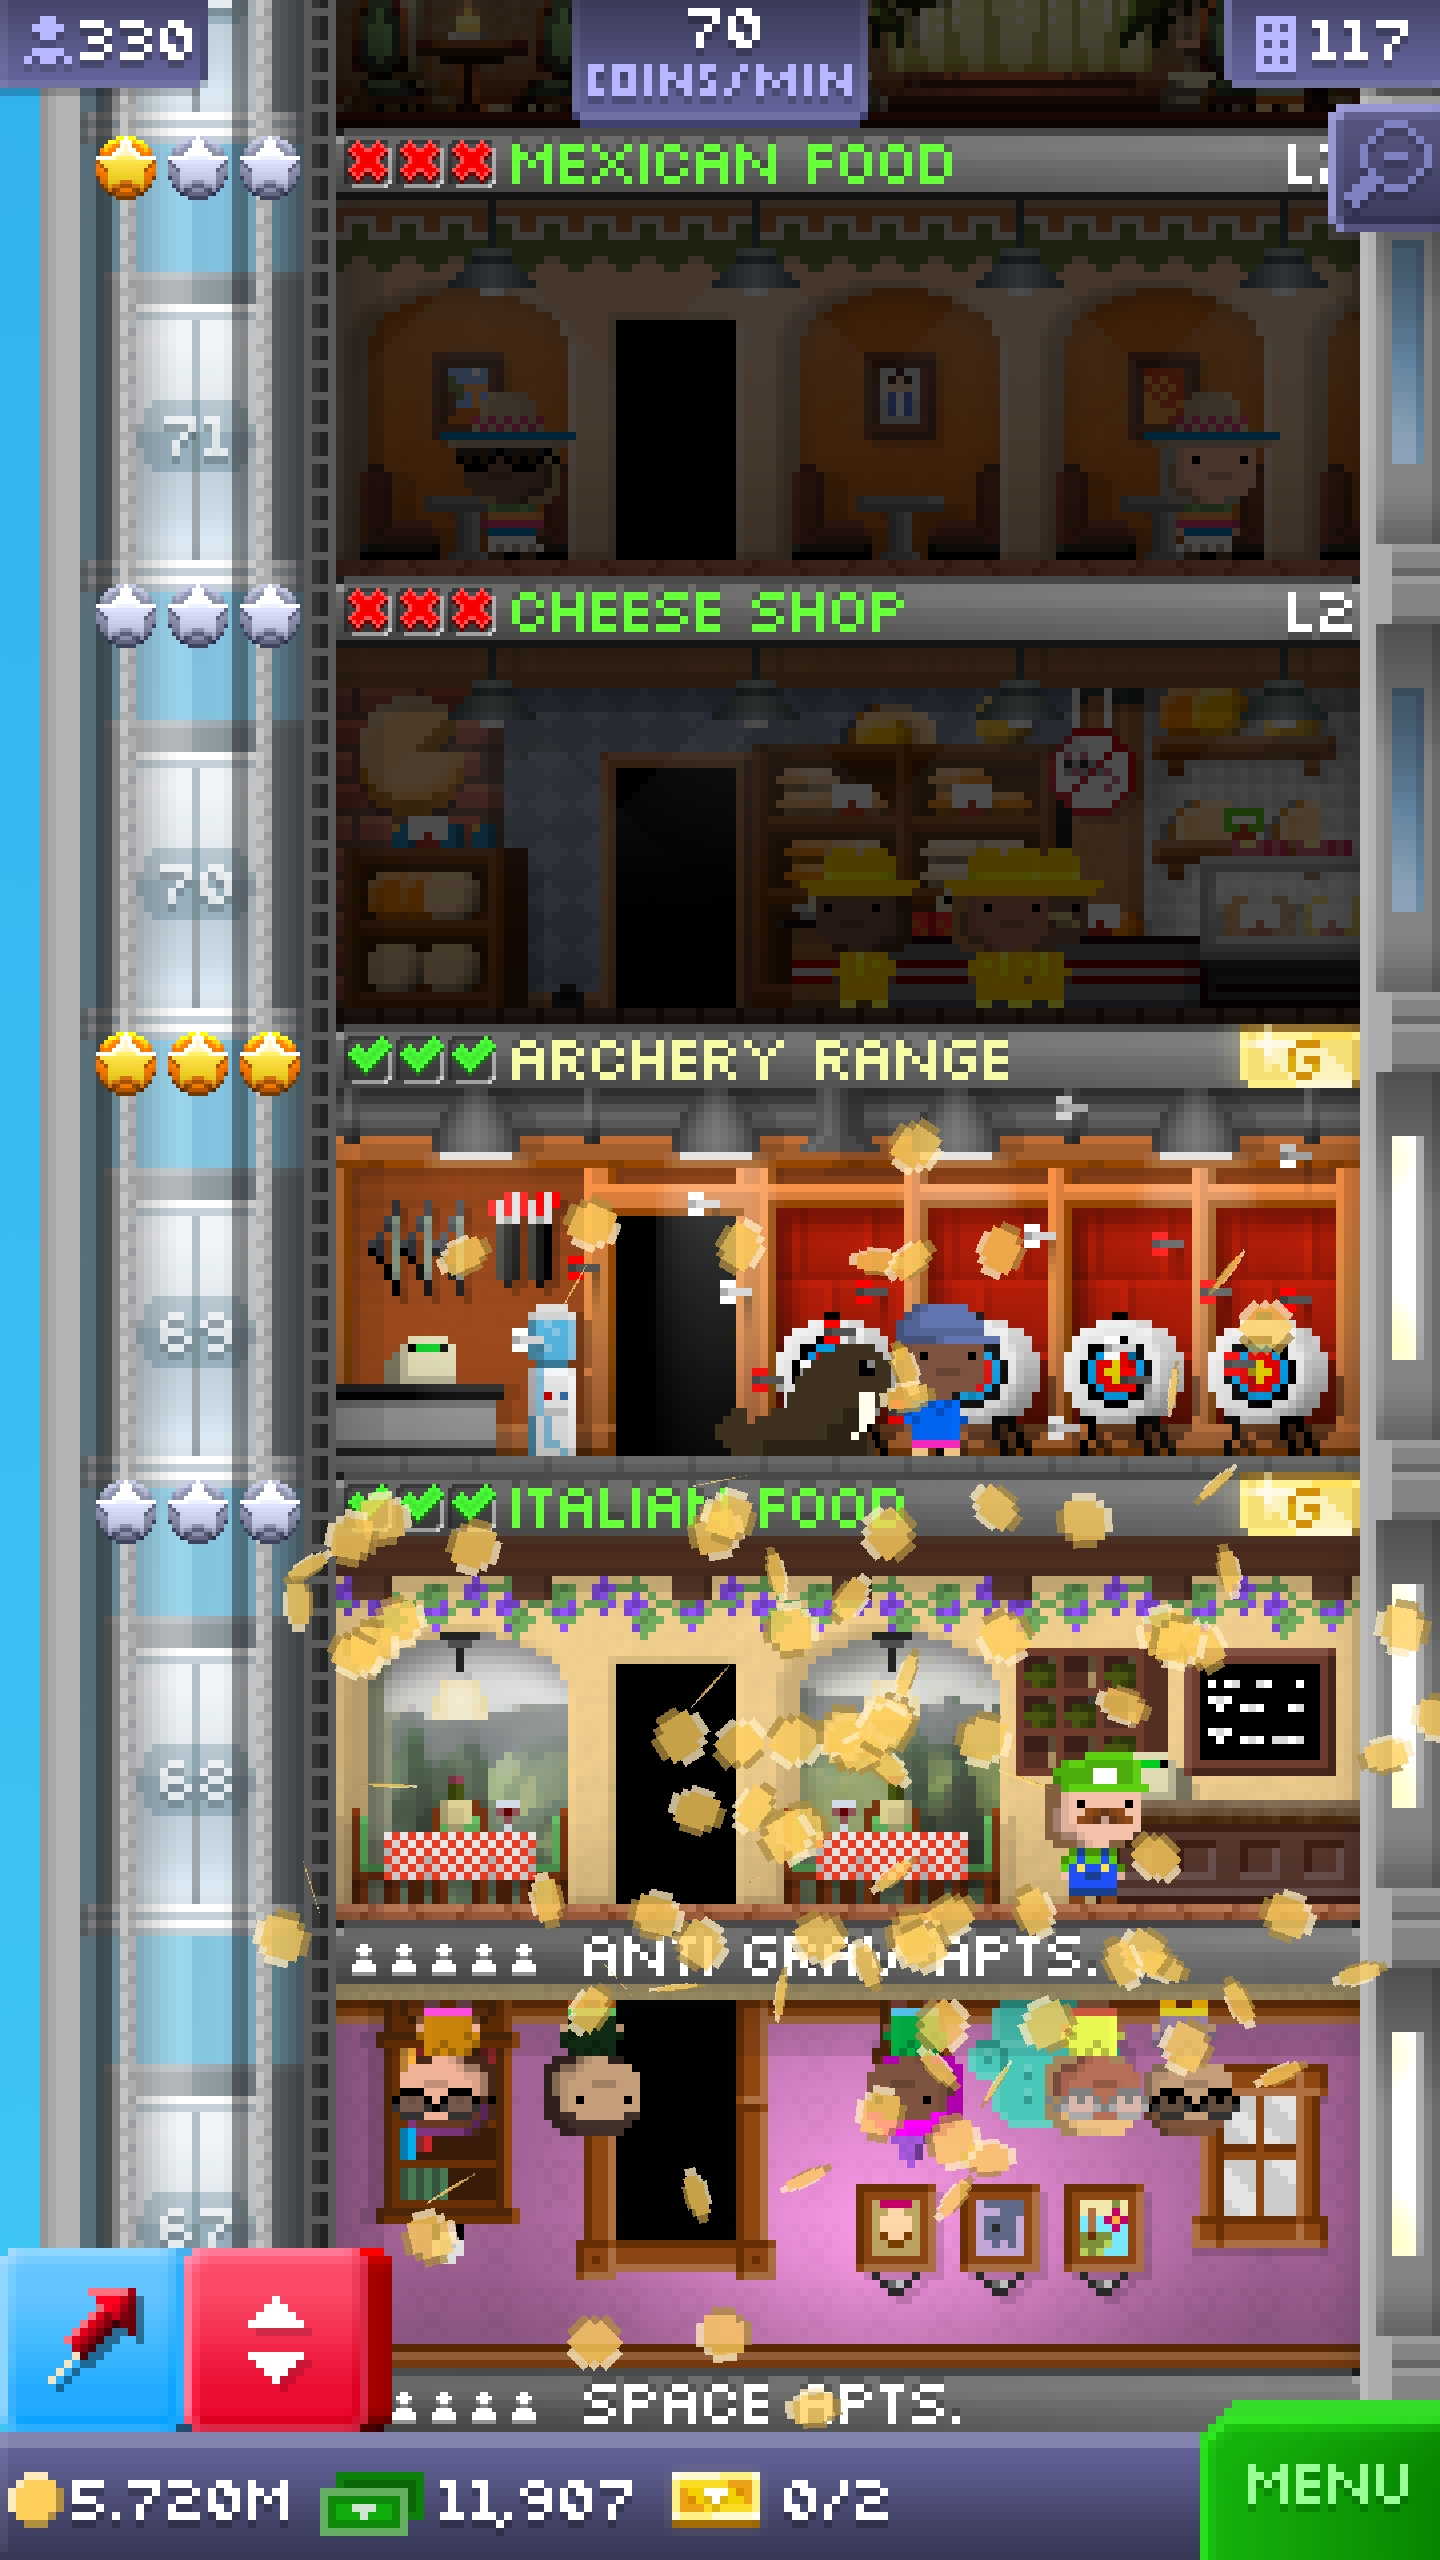 330
70
COINS/MIN
117
MEXICAN FOOD
71
CHEESE SHOP L2
70
ARCHERY RANGE G
69
ITALIAN FOOD G
68
ANTI GRAV APTS.
67
SPACE APTS.
5.720M 11,907 0/2
MENU